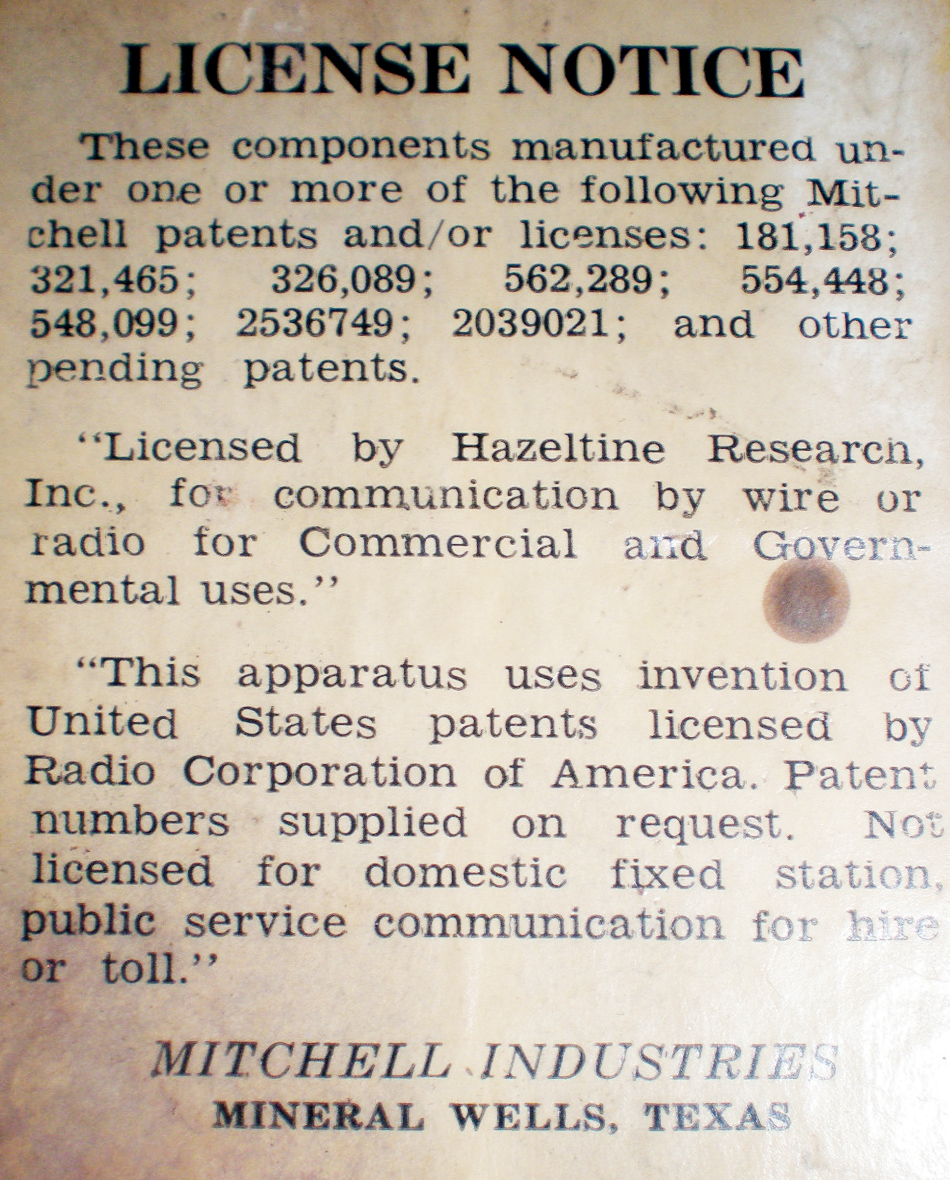 LICENSE NOTICE
These components manufactured un-
der one or more of the following Mit-
chell patents and/or licenses: 181,158;
321,465; 326,089; 562,289; 554,448;
548,099; 2536749; 2039021; and other
pending patents.
“Licensed by Hazeltine Research,
Inc., for communication by wire or
radio for Commercial and Govern-
mental uses.”
“This apparatus uses invention of
United States patents licensed by
Radio Corporation of America. Patent
numbers supplied on request. Not
licensed for domestic fixed station,
public service communication for hire
or toll.”
MITCHELL INDUSTRIES
MINERAL WELLS, TEXAS